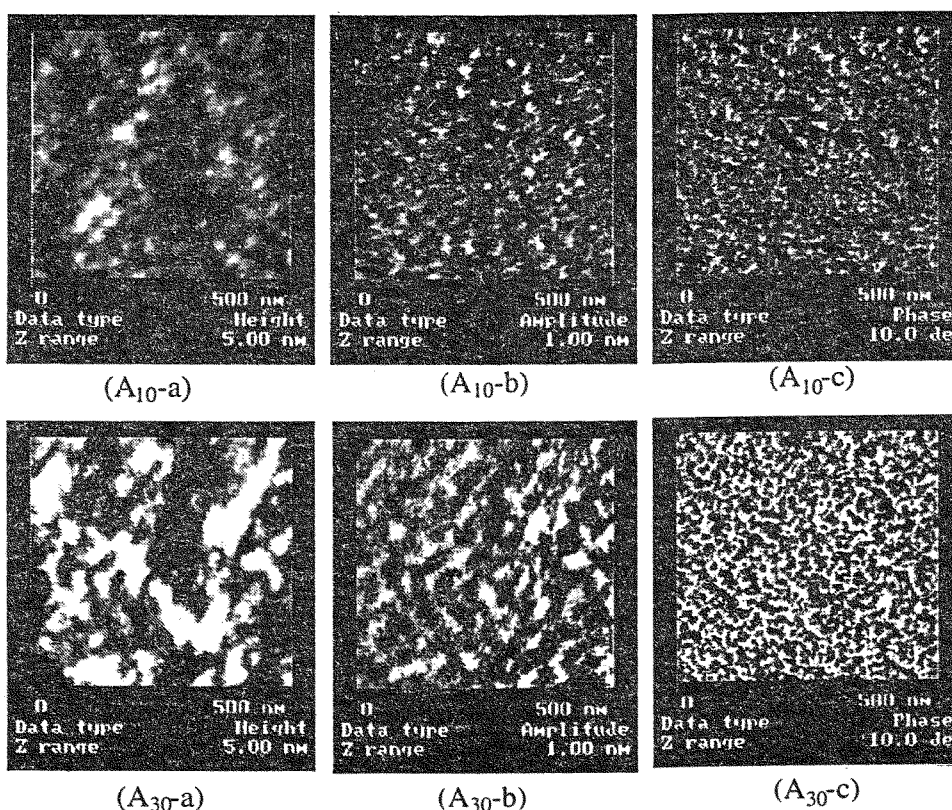 0 500 nm
Data type Height
Z range 5.00 nm
0 500 nm
Data type Amplitude
Z range 1.00 nm
0 500 nm
Data type Phase
Z range 10.0 de
(A10-a) (A10-b) (A10-c)
0 500 nm
Data type Height
Z range 5.00 nm
0 500 nm
Data type Amplitude
Z range 1.00 nm
0 500 nm
Data type Phase
Z range 10.0 de
(A30-a) (A30-b) (A30-c)